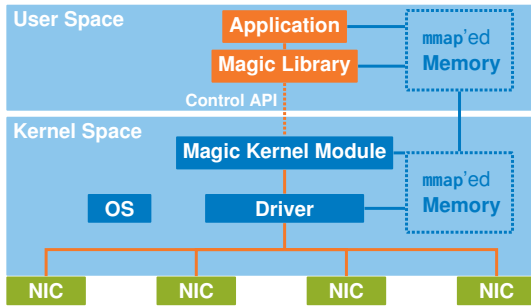 User Space
Application
mmap'ed
Memory
Magic Library
Control API
Kernel Space
Magic Kernel Module
mmap'ed
Memory
OS
Driver
NIC
NIC
NIC
NIC